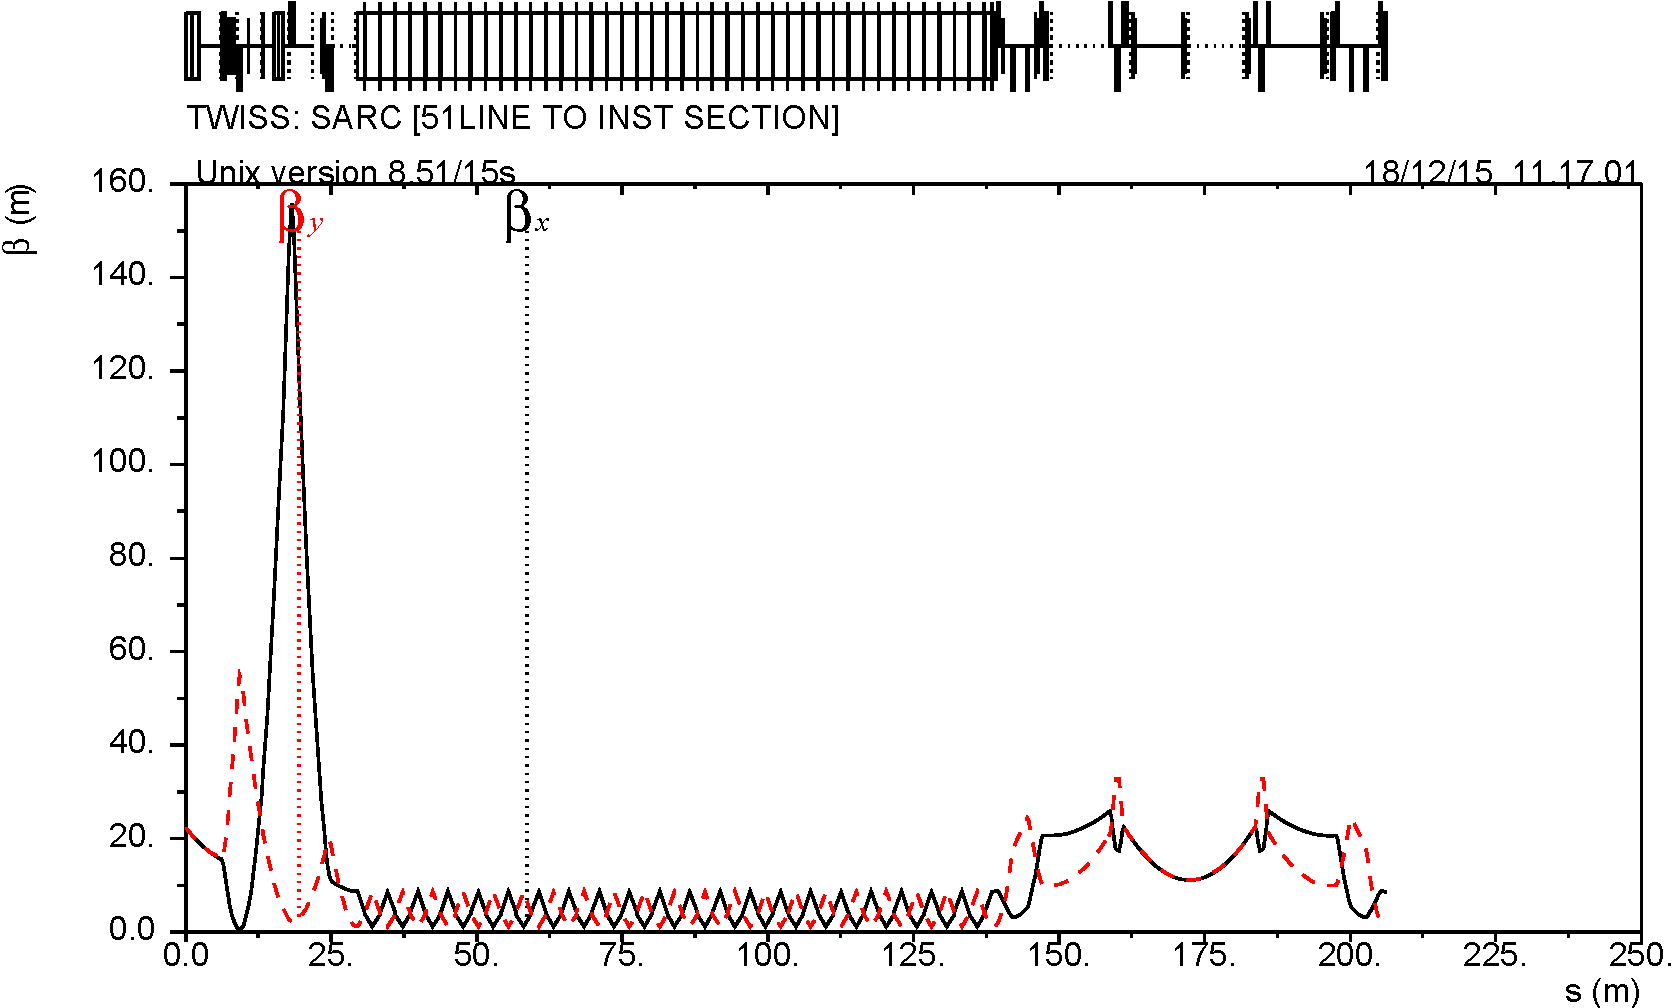 TWISS: SARC [51LINE TO INST SECTION]
Unix version 8.51/15s 18/12/15 11.17.01
β (m)
160.
140.
120.
100.
80.
60.
40.
20.
0.0
βy βx
0.0 25. 50. 75. 100. 125. 150. 175. 200. 225. 250.
s (m)